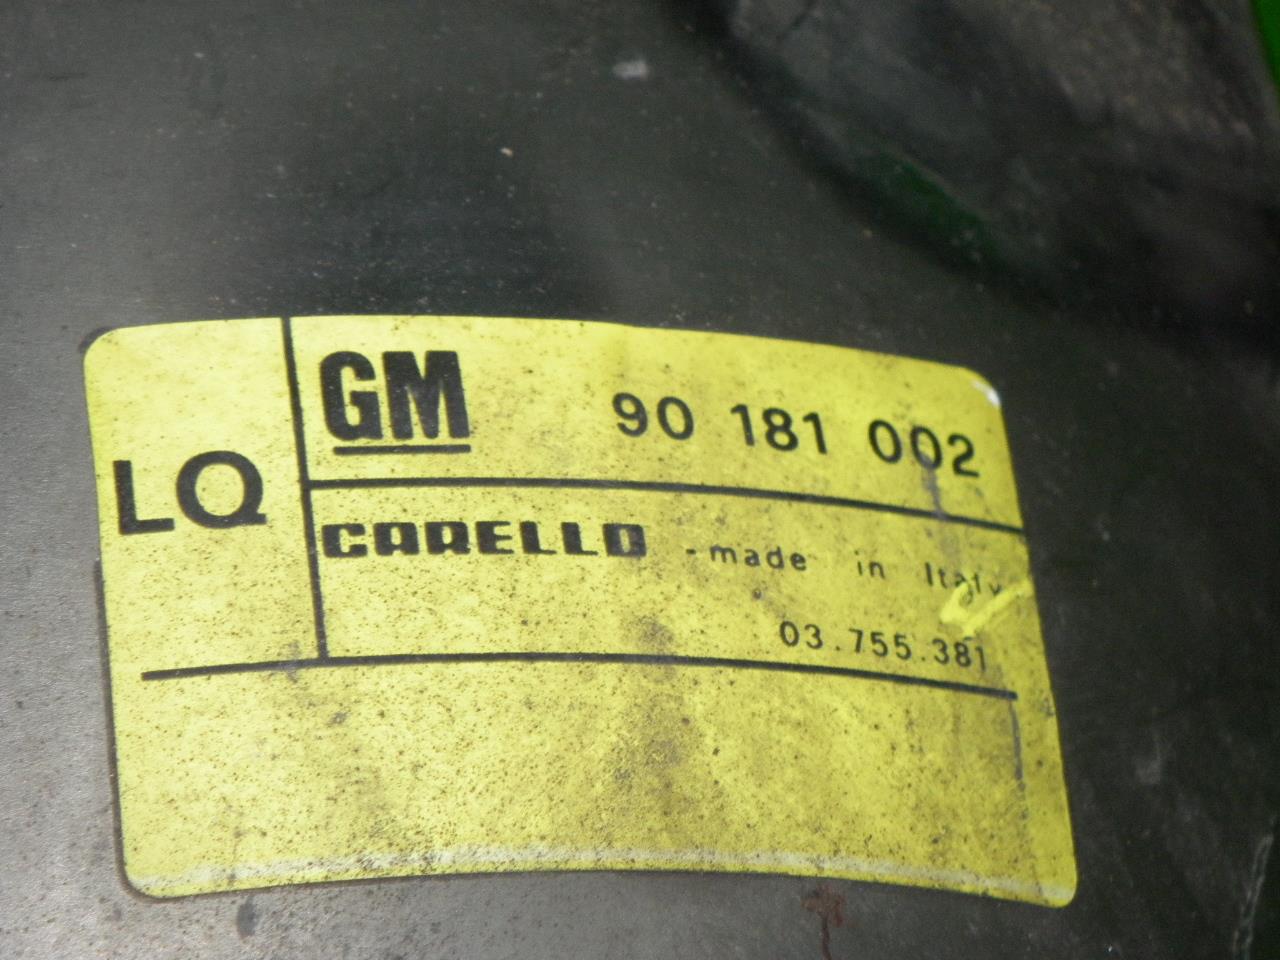 LQ
GM 90 181 002
CARELLO - made in Italy
03.755.381